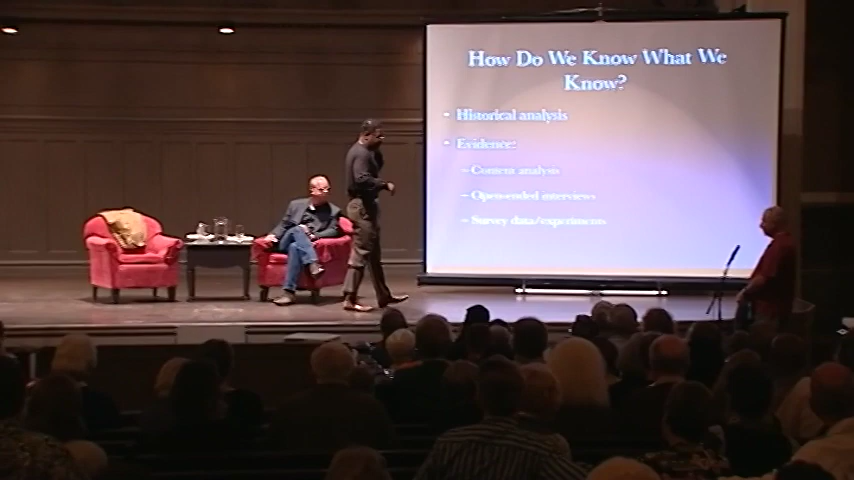 How Do We Know What We
Know?
• Historical analysis
• Evidence:
– Content analysis
– Open-ended interviews
– Survey data/experiments